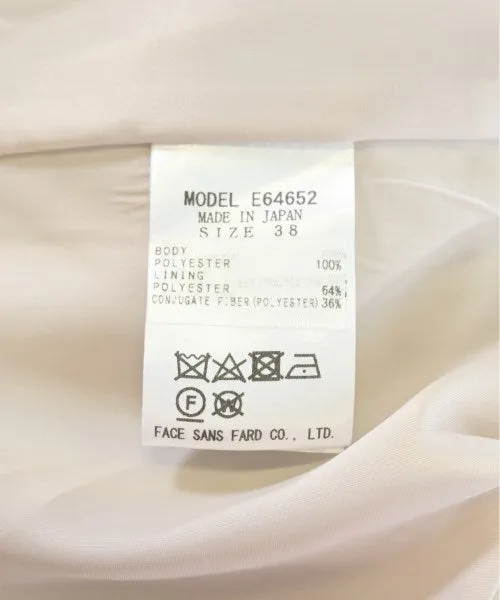 MODEL E64652
MADE IN JAPAN
SIZE 38
BODY
POLYESTER 100%
LINING
POLYESTER 64%
CONJUGATE FIBER(POLYESTER) 36%
F W
FACE SANS FARD CO., LTD.